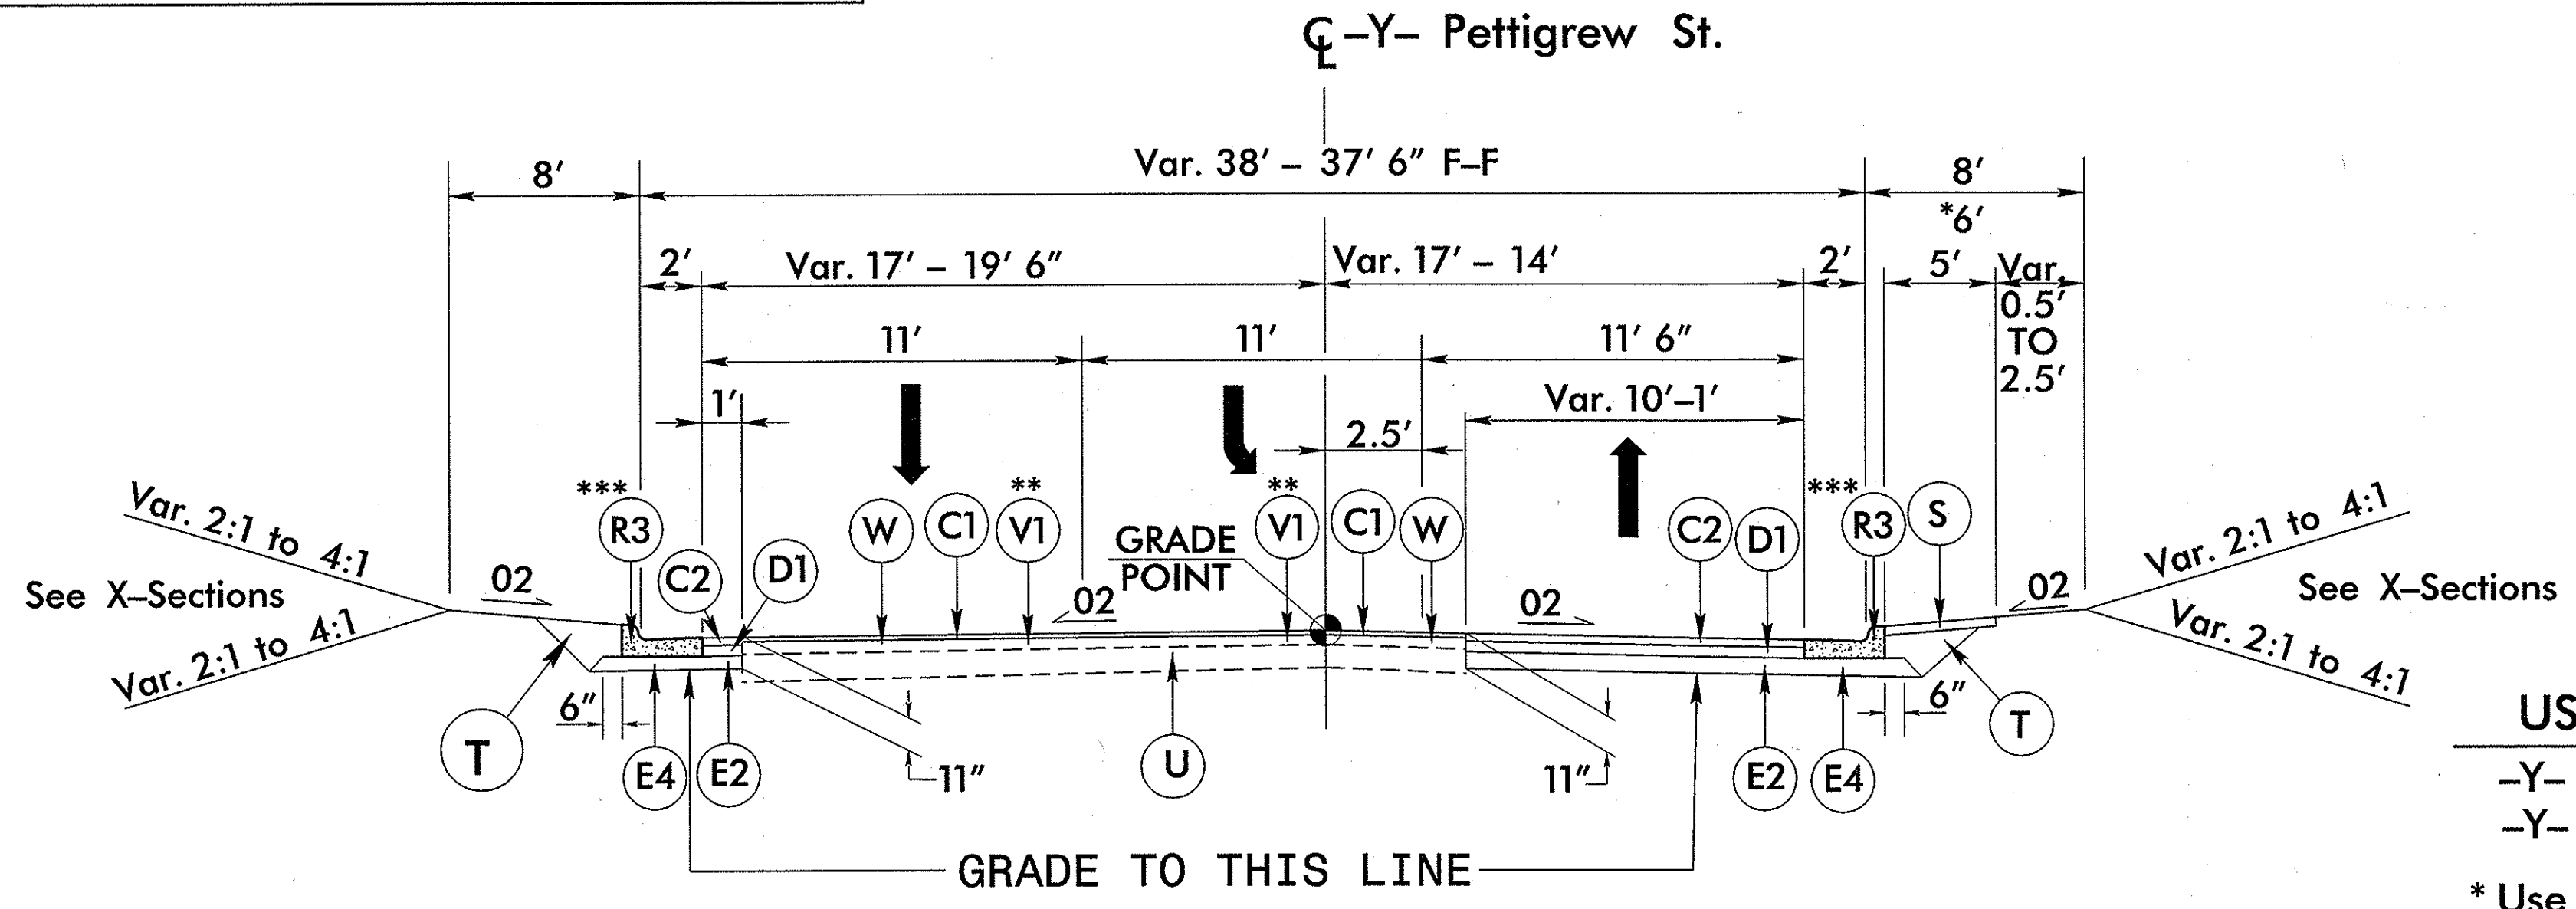 ℄ –Y– Pettigrew St.
Var. 38' – 37' 6" F–F
8'
8'
*6'
2'
Var. 17' – 19' 6"
Var. 17' – 14'
2'
5'
Var.
0.5'
TO
2.5'
11'
11'
11' 6"
1'
Var. 10'–1'
2.5'
***
R3
C2
D1
W
C1
**
V1
GRADE
POINT
**
V1
C1
W
C2
D1
***
R3
S
Var. 2:1 to 4:1
See X–Sections
Var. 2:1 to 4:1
02
02
02
02
Var. 2:1 to 4:1
See X–Sections
Var. 2:1 to 4:1
6"
T
E4
E2
11"
U
11"
E2
E4
6"
T
GRADE TO THIS LINE
US
–Y–
–Y–
* Use